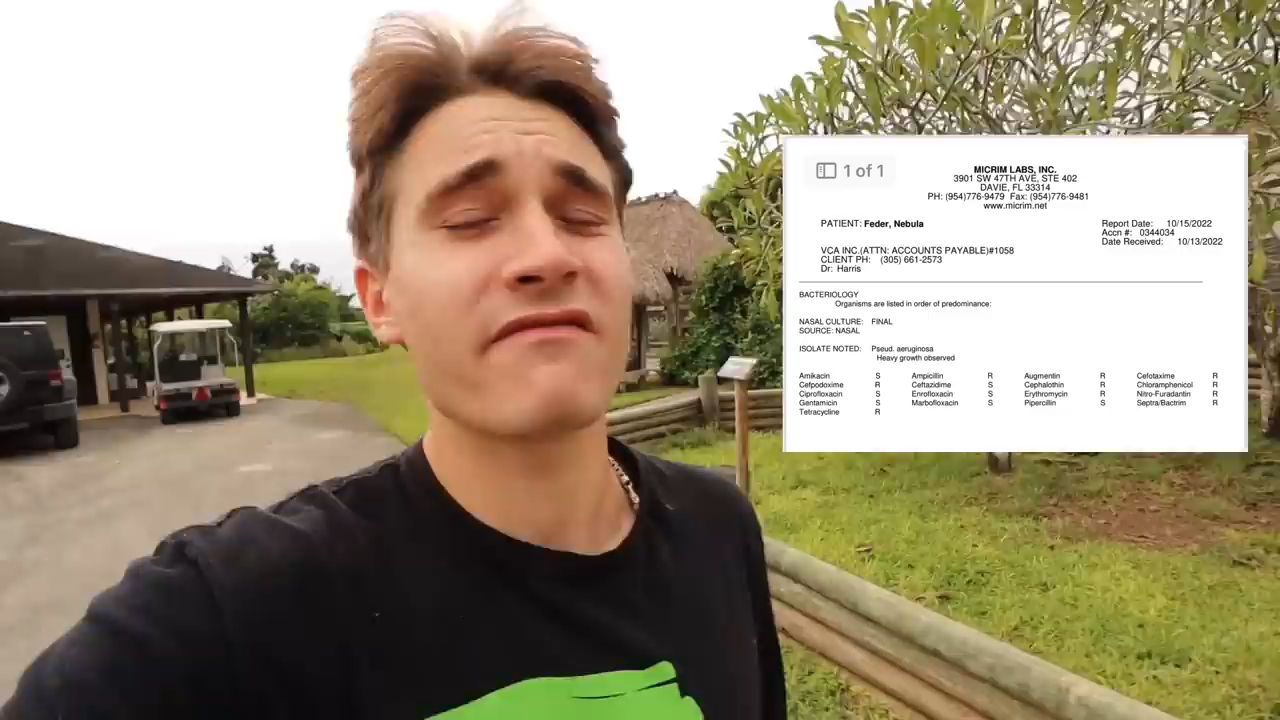 1 of 1
MICRIM LABS, INC.
3901 SW 47TH AVE, STE 402
DAVIE, FL 33314
PH: (954)776-9479 Fax: (954)776-9481
www.micrim.net
PATIENT: Feder, Nebula
Report Date: 10/15/2022
Accn #: 0344034
Date Received: 10/13/2022
VCA INC.(ATTN: ACCOUNTS PAYABLE)#1058
CLIENT PH: (305) 661-2573
Dr: Harris
BACTERIOLOGY
Organisms are listed in order of predominance:
NASAL CULTURE: FINAL
SOURCE: NASAL
ISOLATE NOTED: Pseud. aeruginosa
Heavy growth observed
Amikacin S Ampicillin R Augmentin R Cefotaxime R
Cefpodoxime R Ceftazidime S Cephalothin R Chloramphenicol R
Ciprofloxacin S Enrofloxacin S Erythromycin R Nitro-Furadantin R
Gentamicin S Marbofloxacin S Pipercillin S Septra/Bactrim R
Tetracycline R